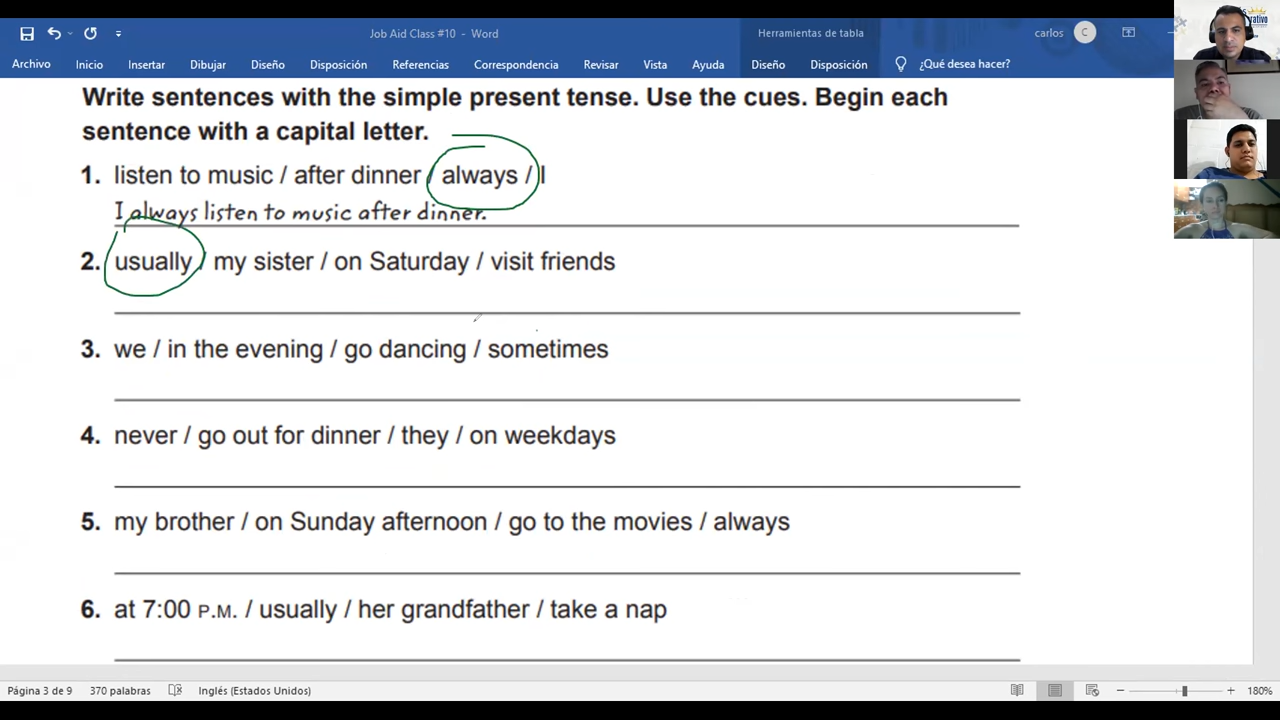 Job Aid Class #10 - Word
Herramientas de tabla
carlos
C
Archivo Inicio Insertar Dibujar Diseño Disposición Referencias Correspondencia Revisar Vista Ayuda Diseño Disposición ¿Qué desea hacer?
Write sentences with the simple present tense. Use the cues. Begin each
sentence with a capital letter.
1. listen to music / after dinner / always / I
I always listen to music after dinner.
2. usually / my sister / on Saturday / visit friends
3. we / in the evening / go dancing / sometimes
4. never / go out for dinner / they / on weekdays
5. my brother / on Sunday afternoon / go to the movies / always
6. at 7:00 P.M. / usually / her grandfather / take a nap
Página 3 de 9 370 palabras Inglés (Estados Unidos) 180%